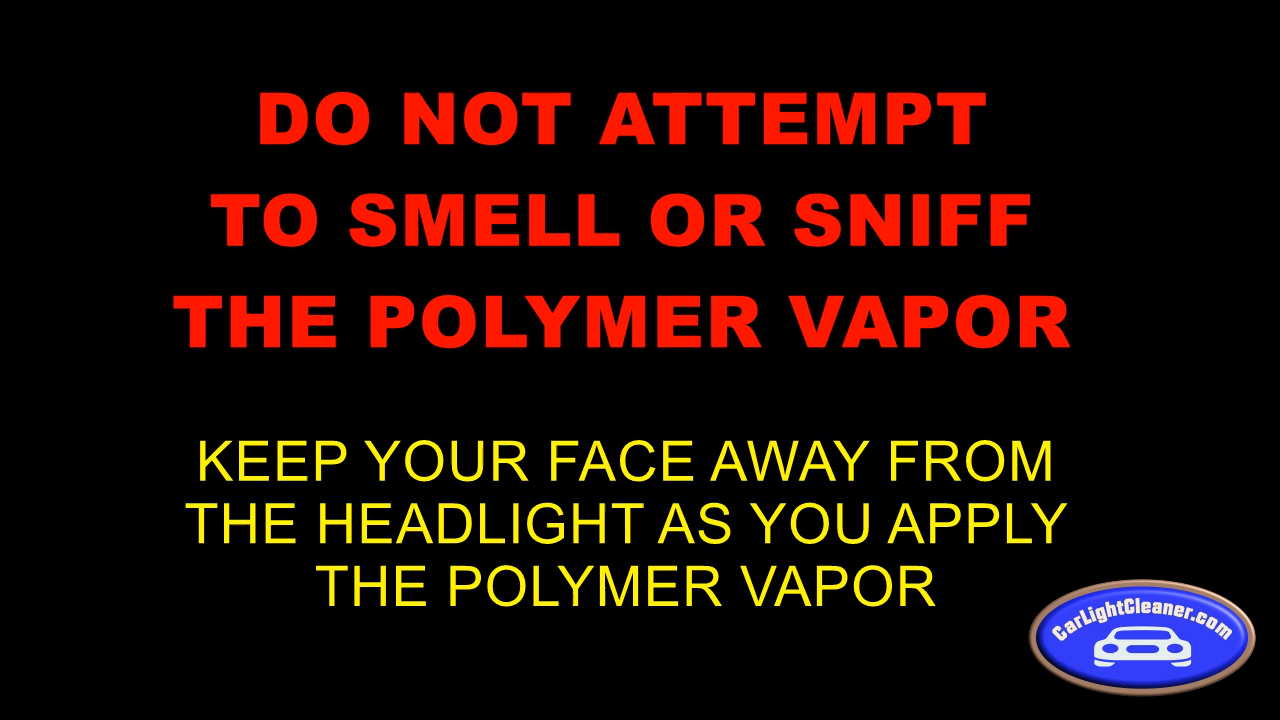 DO NOT ATTEMPT
TO SMELL OR SNIFF
THE POLYMER VAPOR
KEEP YOUR FACE AWAY FROM
THE HEADLIGHT AS YOU APPLY
THE POLYMER VAPOR
CarLightCleaner.com